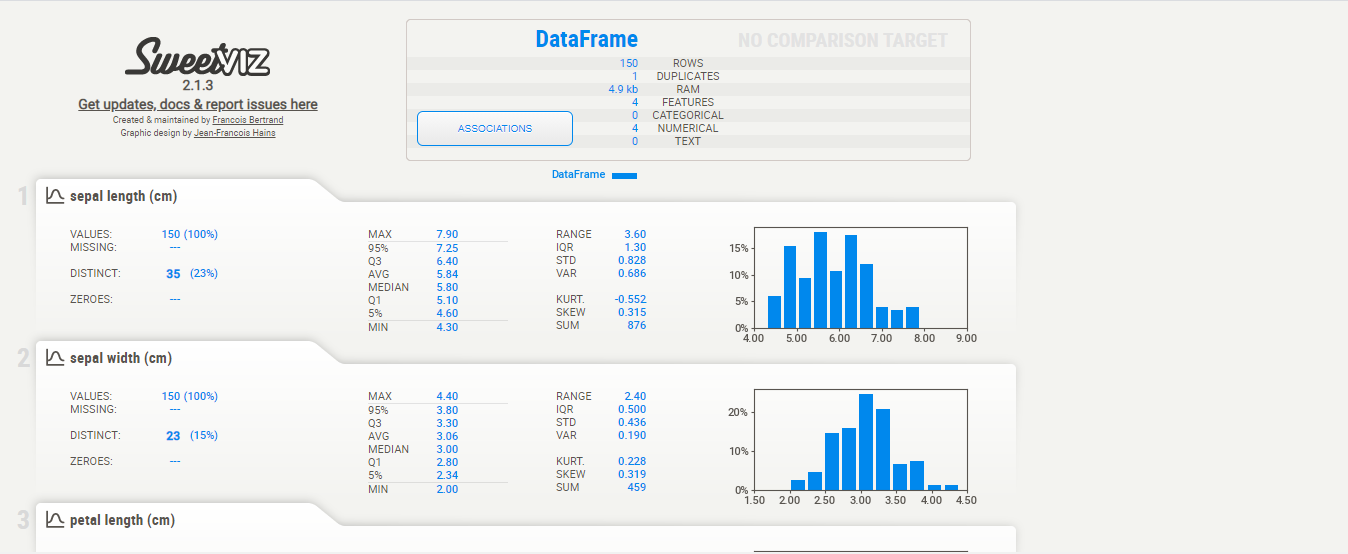 SweetVIZ
2.1.3
Get updates, docs & report issues here
Created & maintained by Francois Bertrand
Graphic design by Jean-Francois Hains
DataFrame NO COMPARISON TARGET
150 ROWS
1 DUPLICATES
4.9 kb RAM
4 FEATURES
0 CATEGORICAL
4 NUMERICAL
0 TEXT
ASSOCIATIONS
DataFrame
1 sepal length (cm)
VALUES: 150 (100%)
MISSING: ---
DISTINCT: 35 (23%)
ZEROES: ---
MAX 7.90
95% 7.25
Q3 6.40
AVG 5.84
MEDIAN 5.80
Q1 5.10
5% 4.60
MIN 4.30
RANGE 3.60
IQR 1.30
STD 0.828
VAR 0.686
KURT. -0.552
SKEW 0.315
SUM 876
15%
10%
5%
0%
4.00 5.00 6.00 7.00 8.00 9.00
2 sepal width (cm)
VALUES: 150 (100%)
MISSING: ---
DISTINCT: 23 (15%)
ZEROES: ---
MAX 4.40
95% 3.80
Q3 3.30
AVG 3.06
MEDIAN 3.00
Q1 2.80
5% 2.34
MIN 2.00
RANGE 2.40
IQR 0.500
STD 0.436
VAR 0.190
KURT. 0.228
SKEW 0.319
SUM 459
20%
10%
0%
1.50 2.00 2.50 3.00 3.50 4.00 4.50
3 petal length (cm)